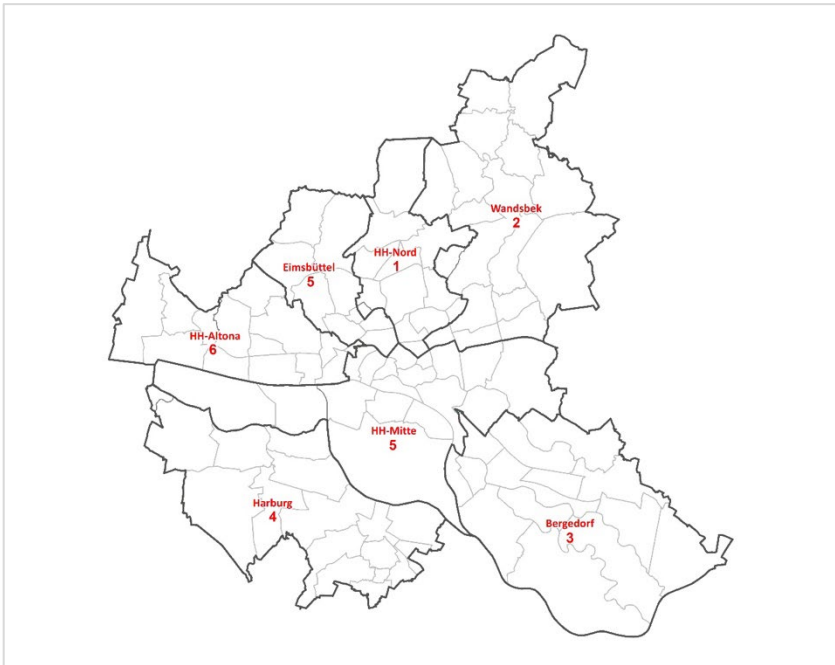 Wandsbek
2
HH-Nord
1
Eimsbüttel
5
HH-Altona
6
HH-Mitte
5
Harburg
4
Bergedorf
3